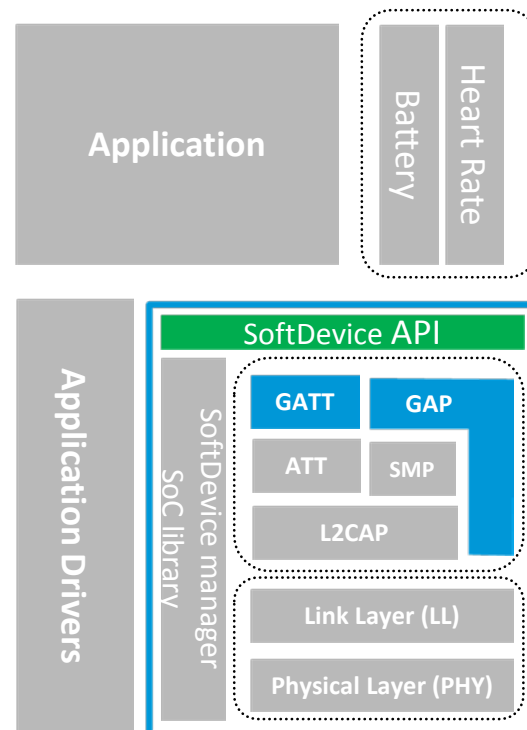 Application
Battery
Heart Rate
Application Drivers
SoftDevice API
SoC library
SoftDevice manager
GATT
GAP
ATT
SMP
L2CAP
Link Layer (LL)
Physical Layer (PHY)